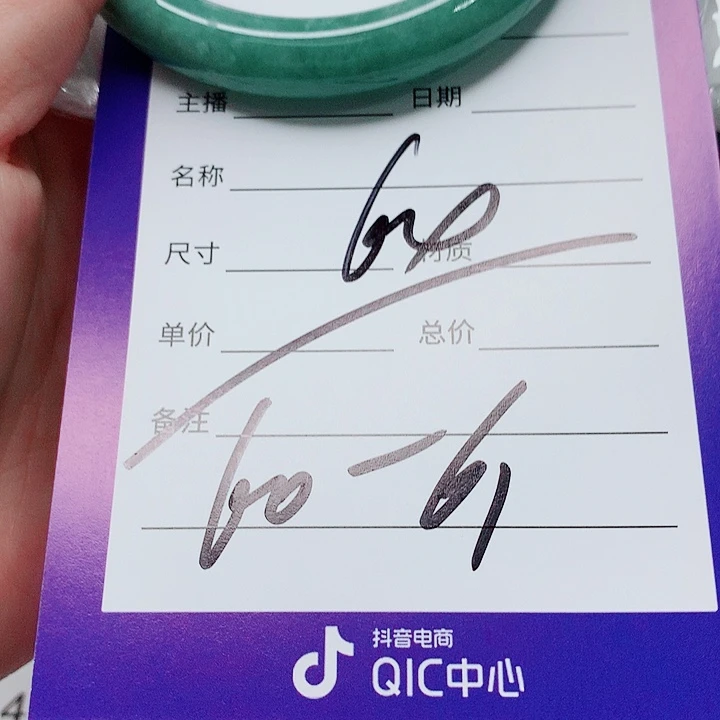 主播 日期
名称
尺寸 材质
单价 总价
备注
60-61
抖音电商
QIC中心
4